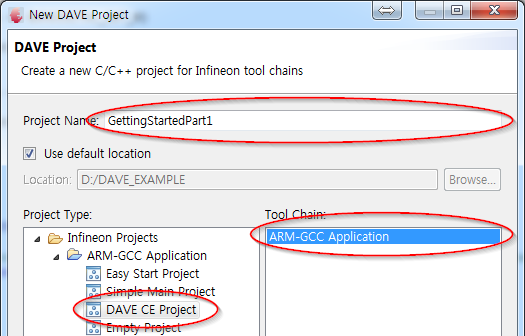 New DAVE Project
DAVE Project
Create a new C/C++ project for Infineon tool chains
Project Name: GettingStartedPart1
Use default location
Location: D:/DAVE_EXAMPLE Browse...
Project Type: Tool Chain:
Infineon Projects ARM-GCC Application
ARM-GCC Application
Easy Start Project
Simple Main Project
DAVE CE Project
Empty Project